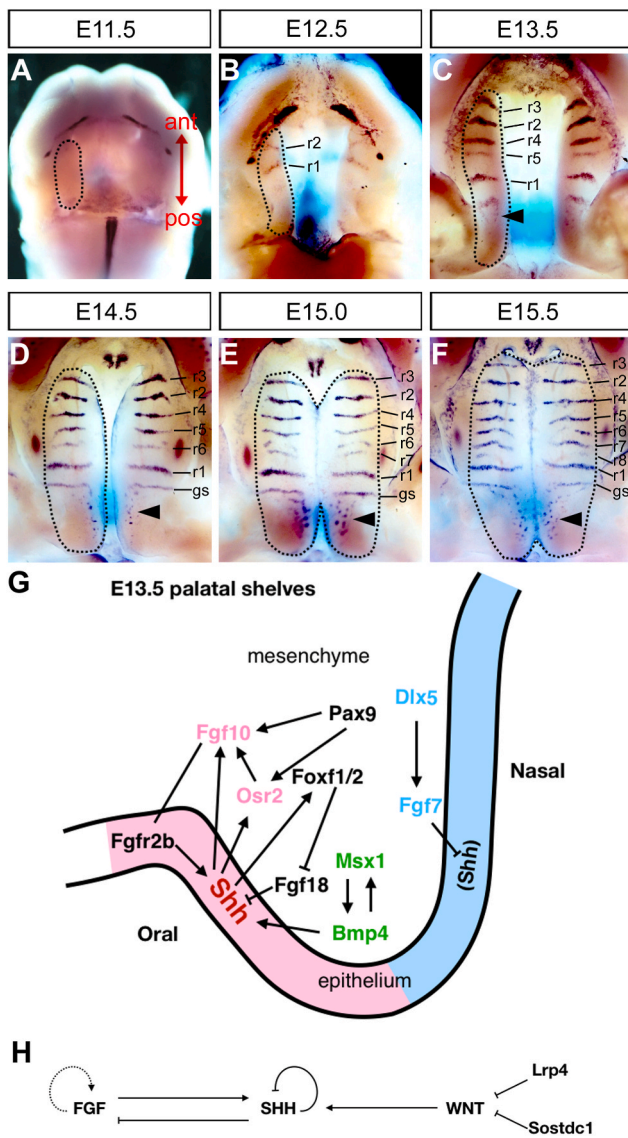 E11.5
E12.5
E13.5
A
ant
pos
B
r2
r1
C
r3
r2
r4
r5
r1
E14.5
E15.0
E15.5
D
r3
r2
r4
r5
r6
r1
gs
E
r3
r2
r4
r5
r6
r7
r1
gs
F
r3
r2
r4
r5
r6
r7
r8
r1
gs
G
E13.5 palatal shelves
mesenchyme
Pax9
Dlx5
Fgf10
Foxf1/2
Nasal
Osr2
Fgf7
Fgfr2b
Msx1
(Shh)
Shh
Fgf18
Oral
Bmp4
epithelium
H
Lrp4
FGF
SHH
WNT
Sostdc1